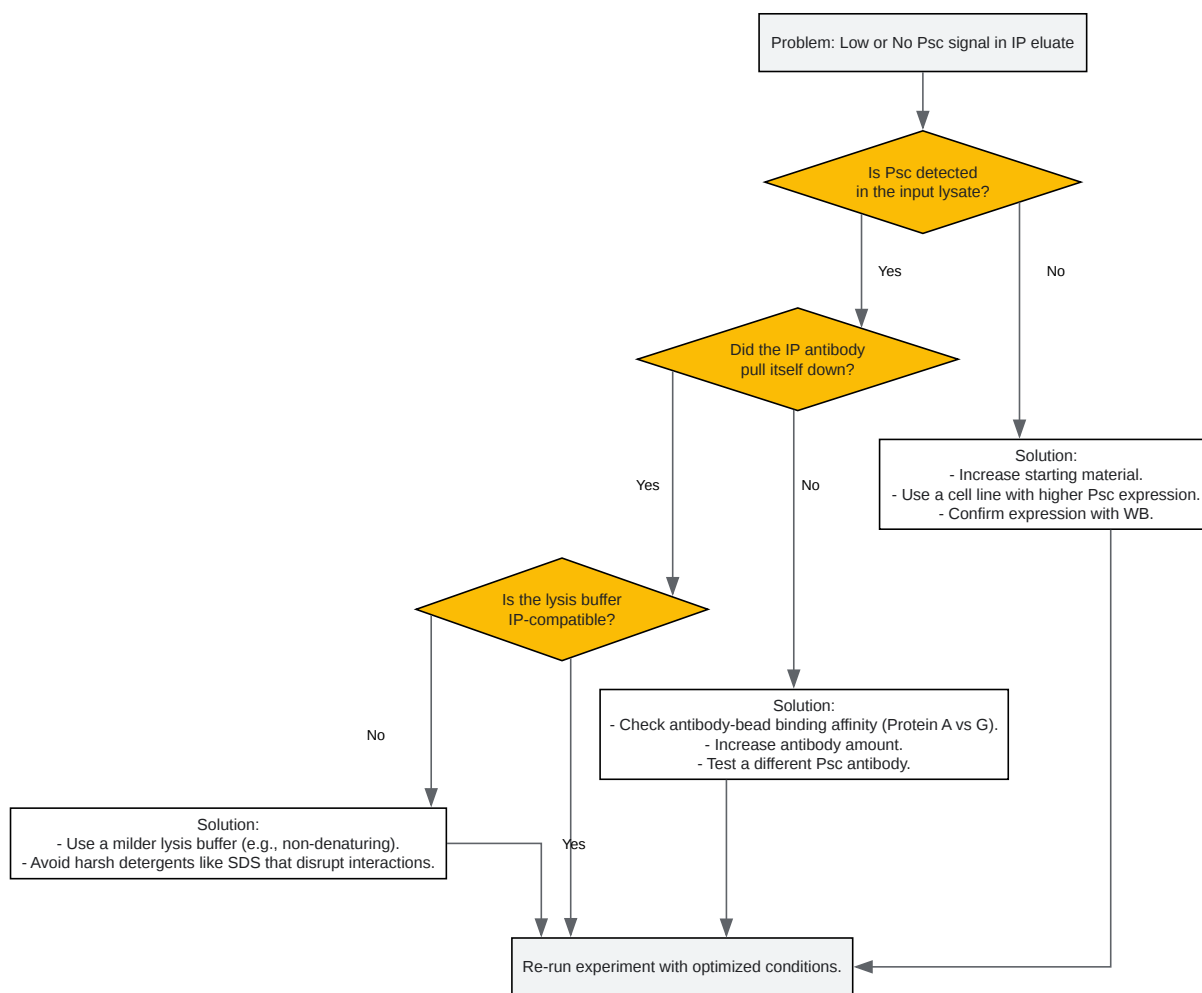 Problem: Low or No Psc signal in IP eluate
Is Psc detected
in the input lysate?
Yes
No
Did the IP antibody
pull itself down?
Solution:
- Increase starting material.
- Use a cell line with higher Psc expression.
- Confirm expression with WB.
Yes
No
Is the lysis buffer
IP-compatible?
Solution:
- Check antibody-bead binding affinity (Protein A vs G).
- Increase antibody amount.
- Test a different Psc antibody.
No
Yes
Solution:
- Use a milder lysis buffer (e.g., non-denaturing).
- Avoid harsh detergents like SDS that disrupt interactions.
Re-run experiment with optimized conditions.